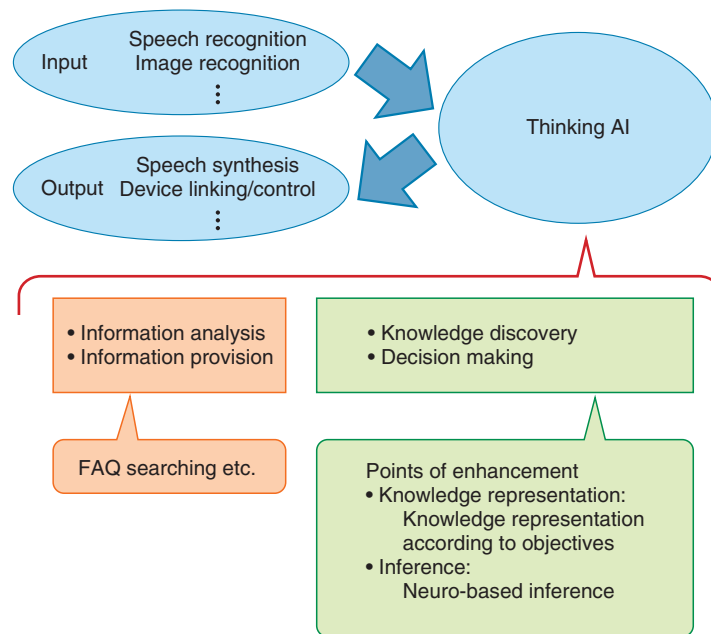 Input
Speech recognition
Image recognition
⋮
Output
Speech synthesis
Device linking/control
⋮
Thinking AI
• Information analysis
• Information provision
• Knowledge discovery
• Decision making
FAQ searching etc.
Points of enhancement
• Knowledge representation:
Knowledge representation
according to objectives
• Inference:
Neuro-based inference